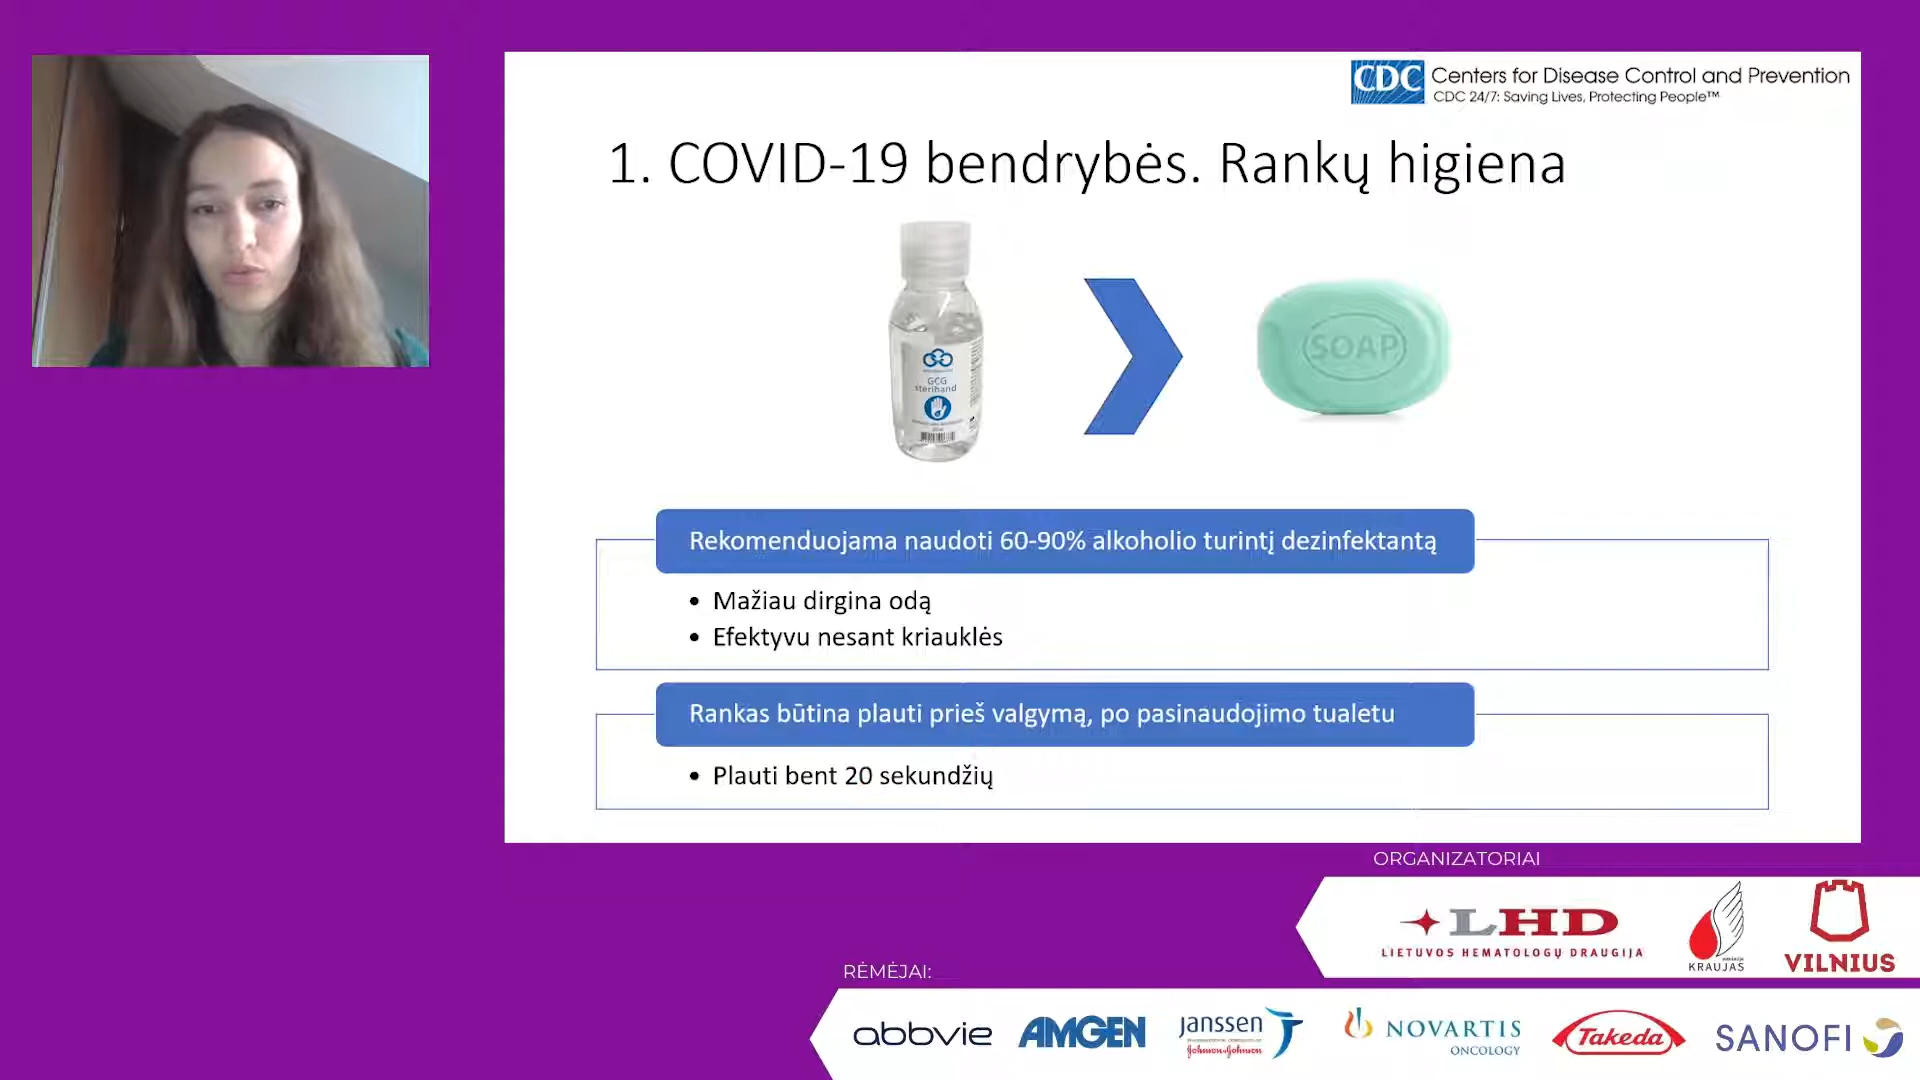 CDC Centers for Disease Control and Prevention
CDC 24/7: Saving Lives, Protecting People™
1. COVID-19 bendrybės. Rankų higiena
GCG
sterihand
SOAP
Rekomenduojama naudoti 60-90% alkoholio turintį dezinfektantą
• Mažiau dirgina odą
• Efektyvu nesant kriauklės
Rankas būtina plauti prieš valgymą, po pasinaudojimo tualetu
• Plauti bent 20 sekundžių
ORGANIZATORIAI
LHD
LIETUVOS HEMATOLOGŲ DRAUGIJA
KRAUJAS
VILNIUS
RĖMĖJAI:
abbvie
AMGEN
janssen
Johnson&Johnson
NOVARTIS
ONCOLOGY
Takeda
SANOFI